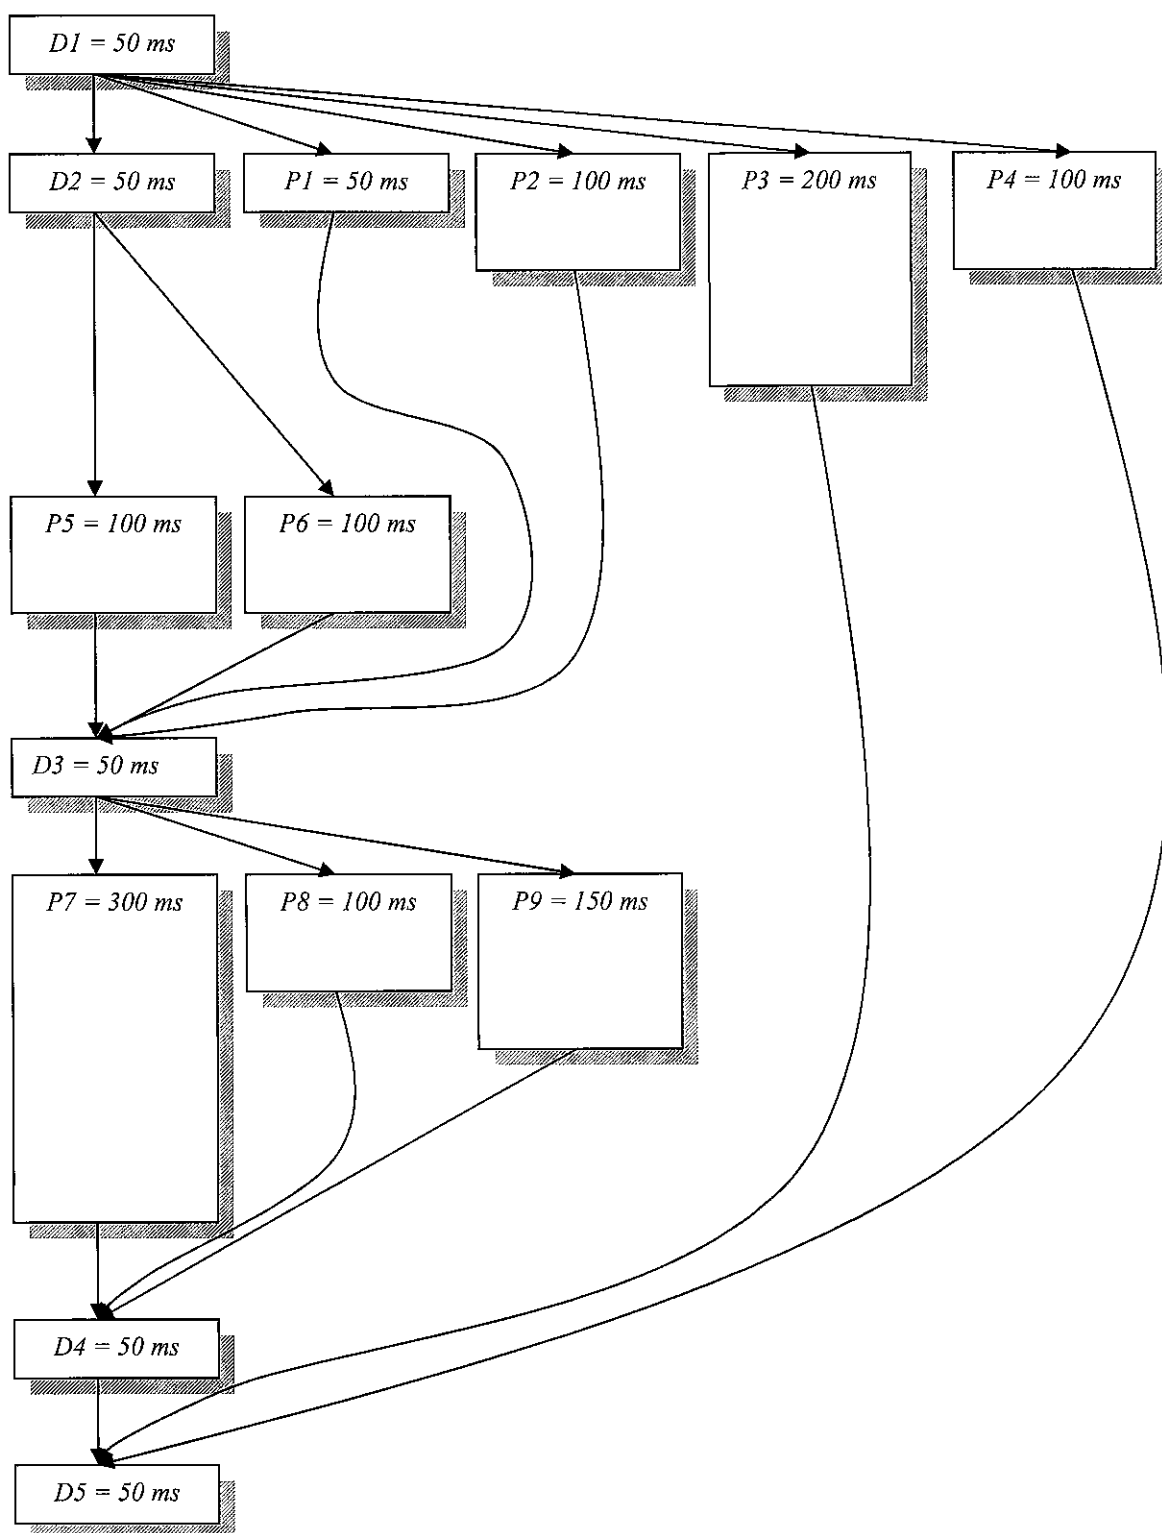 D1 = 50 ms
D2 = 50 ms
P1 = 50 ms
P2 = 100 ms
P3 = 200 ms
P4 = 100 ms
P5 = 100 ms
P6 = 100 ms
D3 = 50 ms
P7 = 300 ms
P8 = 100 ms
P9 = 150 ms
D4 = 50 ms
D5 = 50 ms